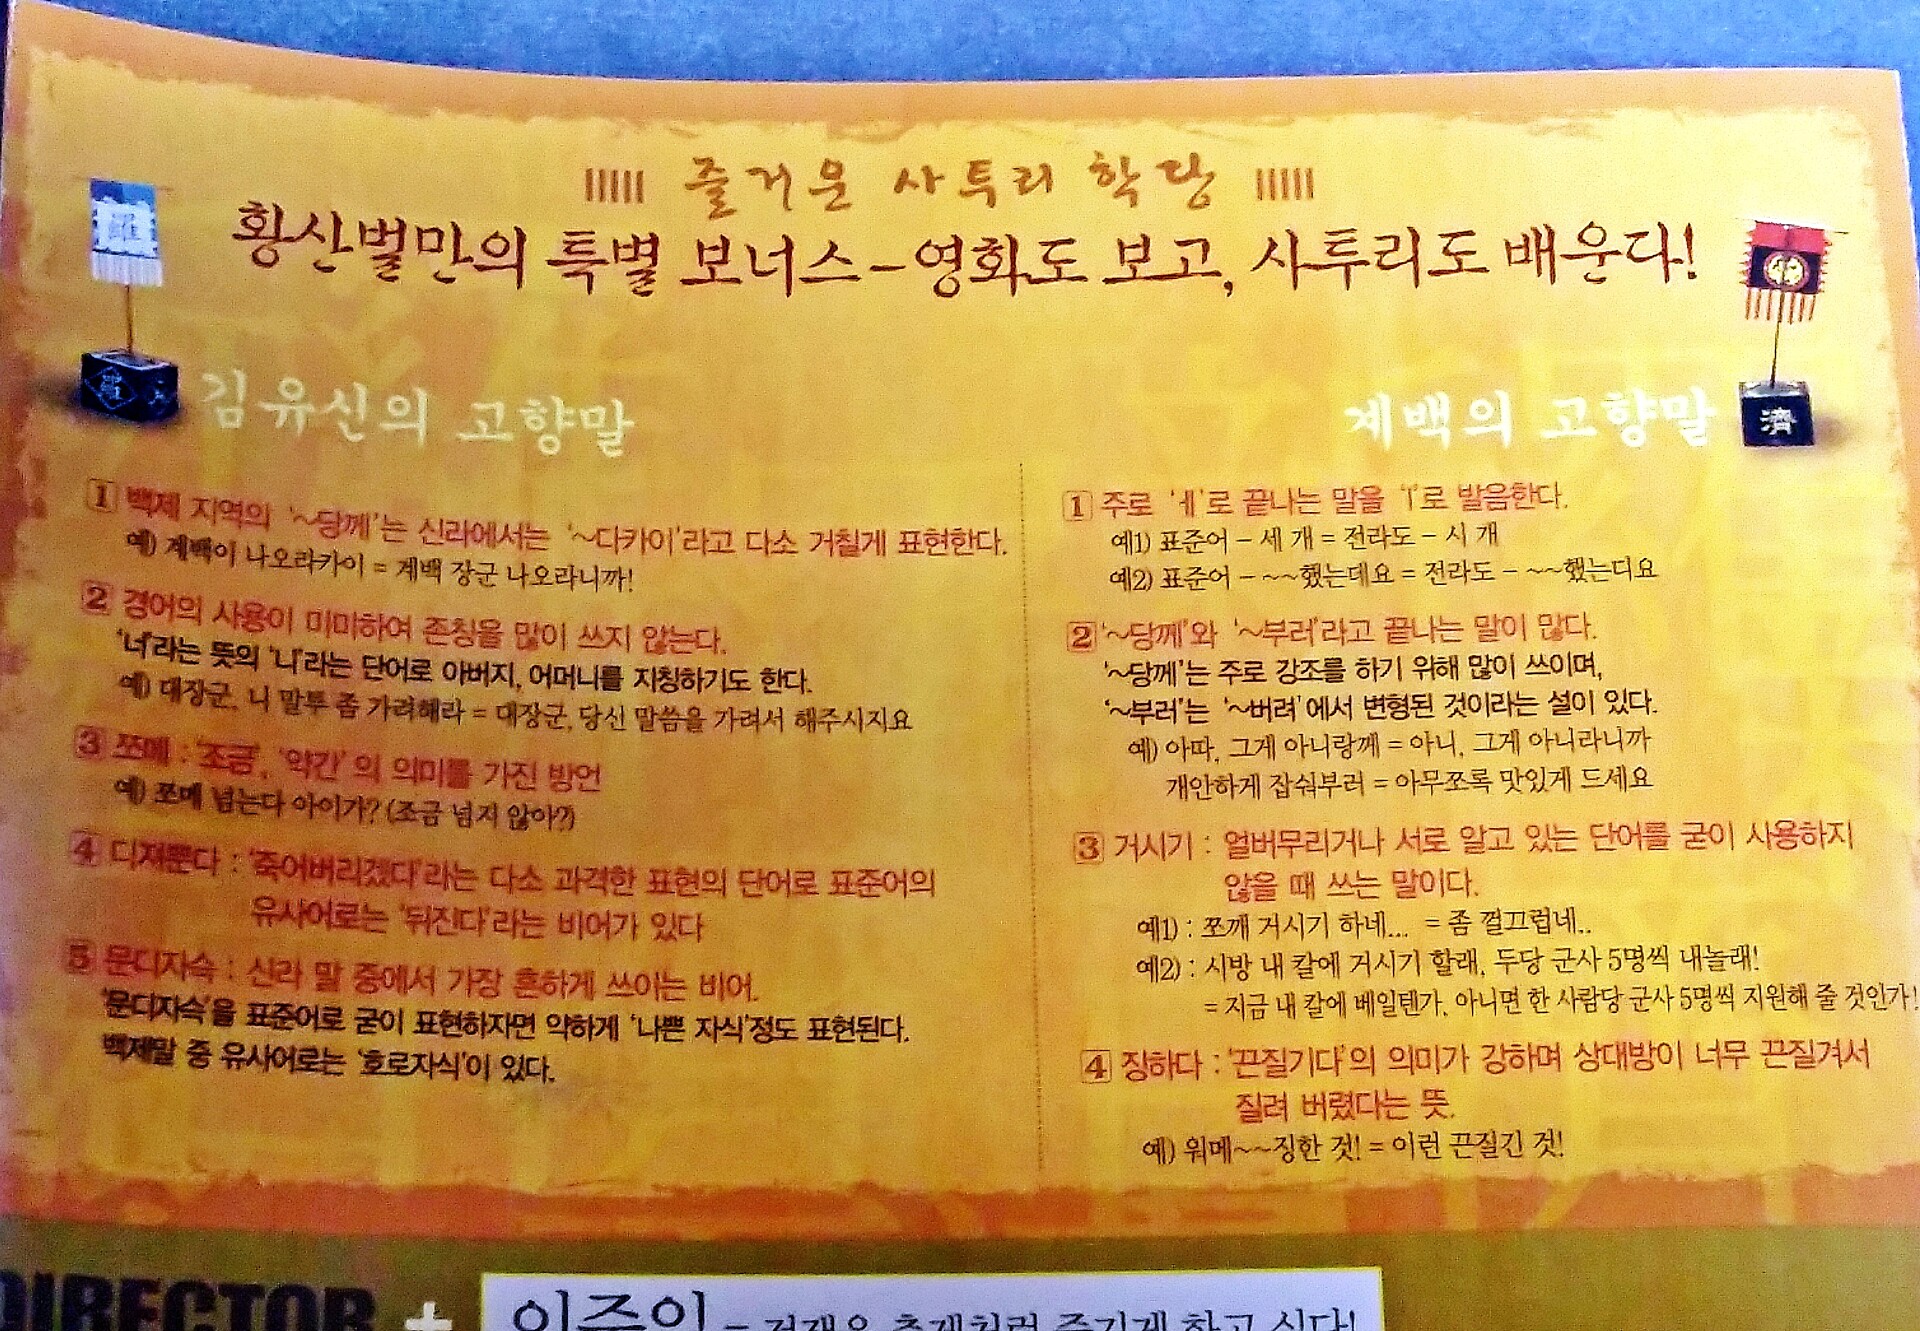 즐거운 사투리 학당
황산벌만의 특별 보너스-영화도 보고, 사투리도 배운다!
김유신의 고향말
1 백제 지역의 '~당께'는 신라에서는 '~다카이'라고 다소 거칠게 표현한다.
예) 계백이 나오라카이 = 계백 장군 나오라니까!
2 경어의 사용이 미미하여 존칭을 많이 쓰지 않는다.
'너'라는 뜻의 '니'라는 단어로 아버지, 어머니를 지칭하기도 한다.
예) 대장군, 니 말투 좀 가려해라 = 대장군, 당신 말씀을 가려서 해주시지요
3 쪼메 : '조금', '약간' 의 의미를 가진 방언
예) 쪼메 넘는다 아이가? (조금 넘지 않아?)
4 디져뿐다 : '죽어버리겠다'라는 다소 과격한 표현의 단어로 표준어의
유사어로는 '뒤진다'라는 비어가 있다
5 문디자슥 : 신라 말 중에서 가장 흔하게 쓰이는 비어.
'문디자슥'을 표준어로 굳이 표현하자면 약하게 '나쁜 자식'정도 표현된다.
백제말 중 유사어로는 '호로자식'이 있다.
계백의 고향말
濟
1 주로 'ㅔ'로 끝나는 말을 'ㅣ'로 발음한다.
예1) 표준어 - 세 개 = 전라도 - 시 개
예2) 표준어 - ~~했는데요 = 전라도 - ~~했는디요
2 '~당께'와 '~부러'라고 끝나는 말이 많다.
'~당께'는 주로 강조를 하기 위해 많이 쓰이며,
'~부러'는 '~버려'에서 변형된 것이라는 설이 있다.
예) 아따, 그게 아니랑께 = 아니, 그게 아니라니까
개안하게 잡숴부러 = 아무쪼록 맛있게 드세요
3 거시기 : 얼버무리거나 서로 알고 있는 단어를 굳이 사용하지
않을 때 쓰는 말이다.
예1) : 쪼깨 거시기 하네... = 좀 껄끄럽네..
예2) : 시방 내 칼에 거시기 할래, 두당 군사 5명씩 내놀래!
= 지금 내 칼에 베일텐가, 아니면 한 사람당 군사 5명씩 지원해 줄 것인가!
4 징하다 : '끈질기다'의 의미가 강하며 상대방이 너무 끈질겨서
질려 버렸다는 뜻.
예) 워메~~징한 것! = 이런 끈질긴 것!
DIRECTOR +